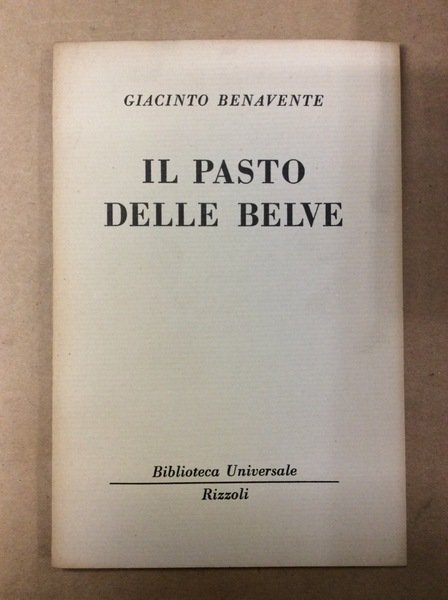 GIACINTO BENAVENTE
IL PASTO
DELLE BELVE
Biblioteca Universale
Rizzoli